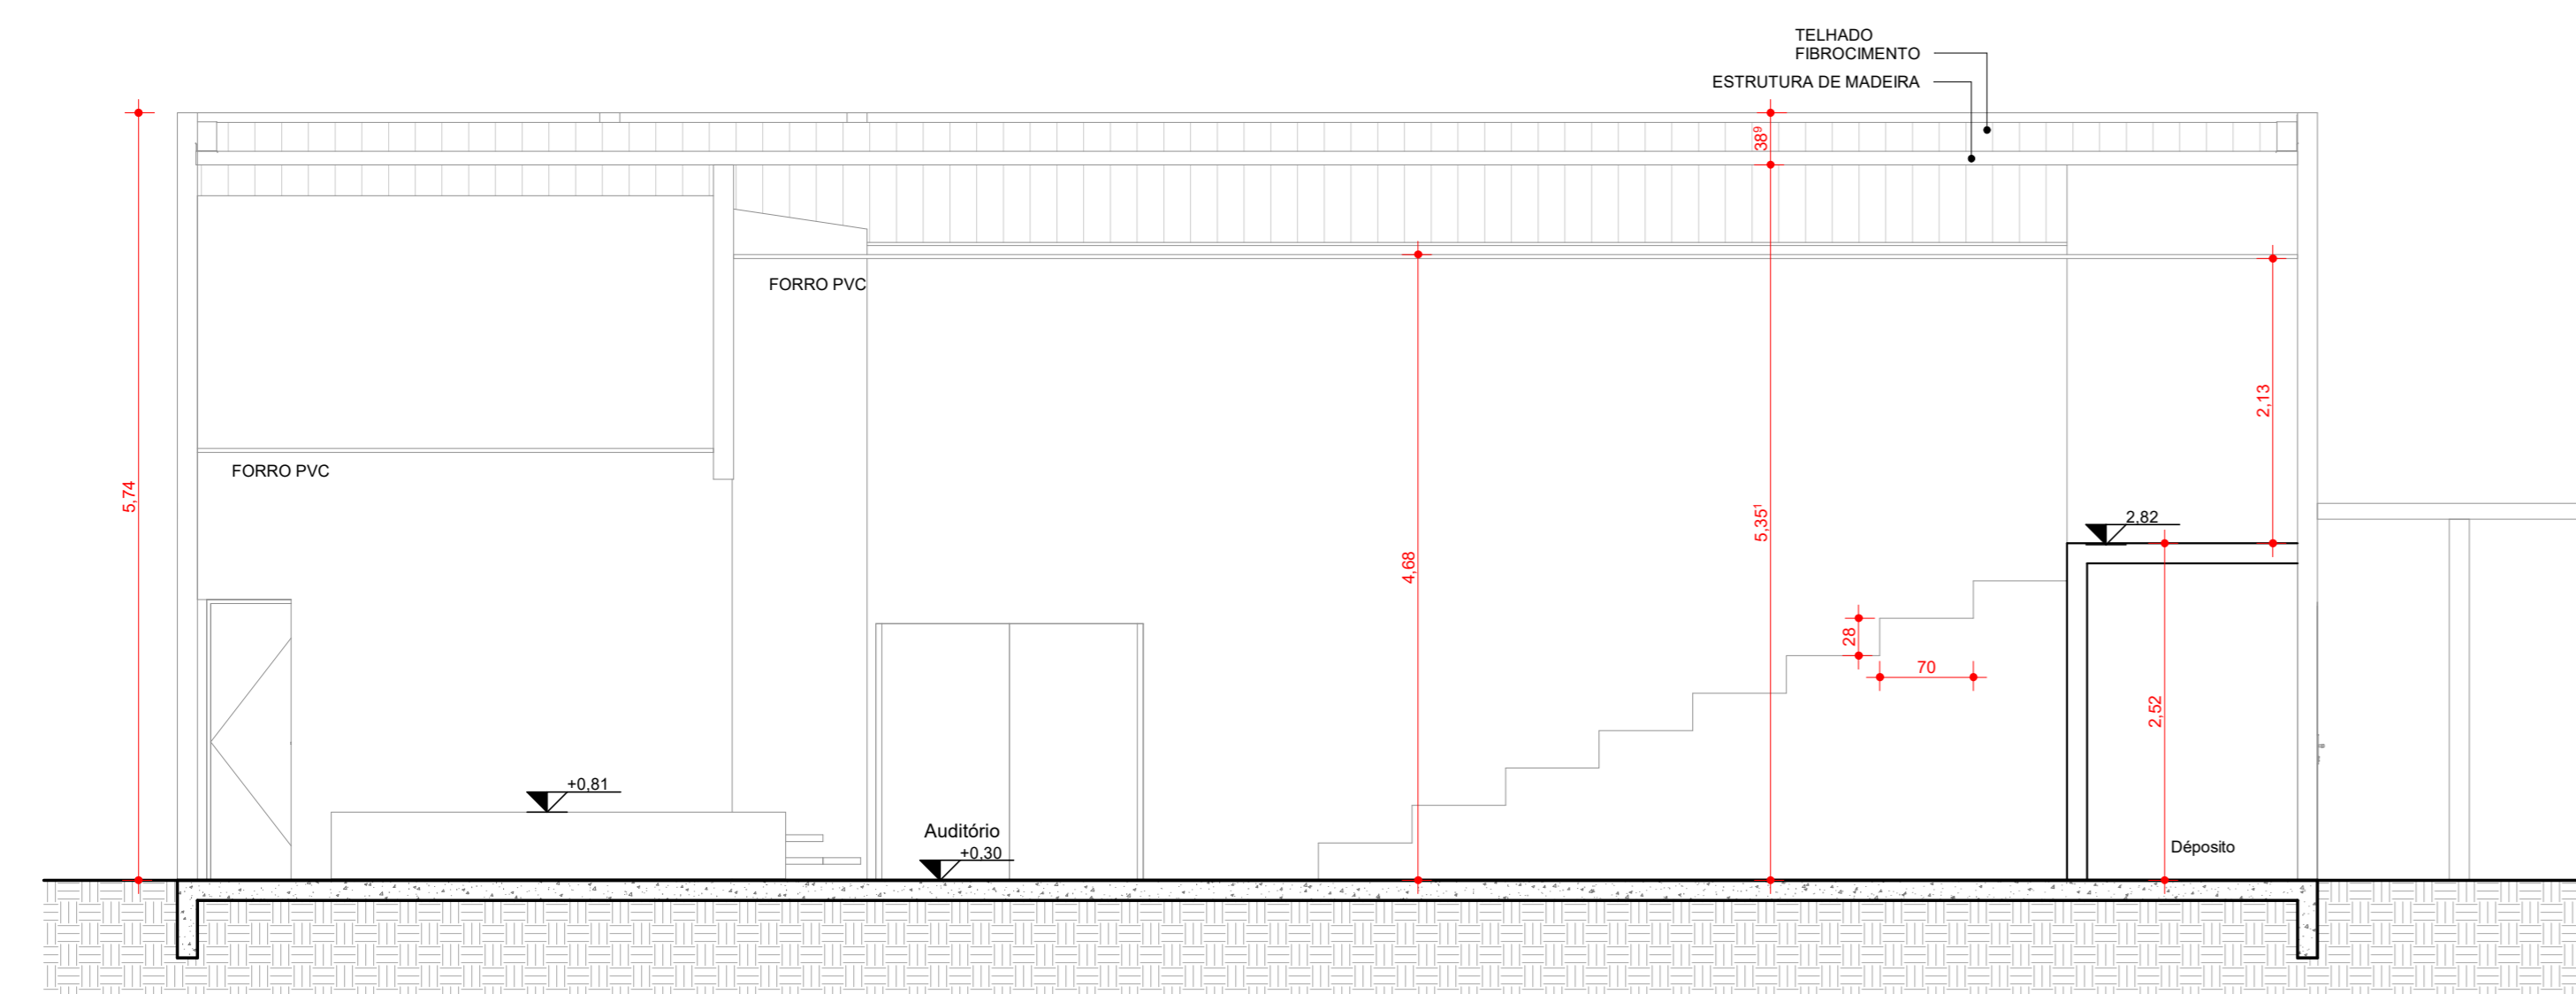 TELHADO
FIBROCIMENTO
ESTRUTURA DE MADEIRA
38⁹
FORRO PVC
2,13
FORRO PVC
5,74
5,35¹
2,82
4,68
28
70
2,52
+0,81
Auditório
+0,30
Déposito